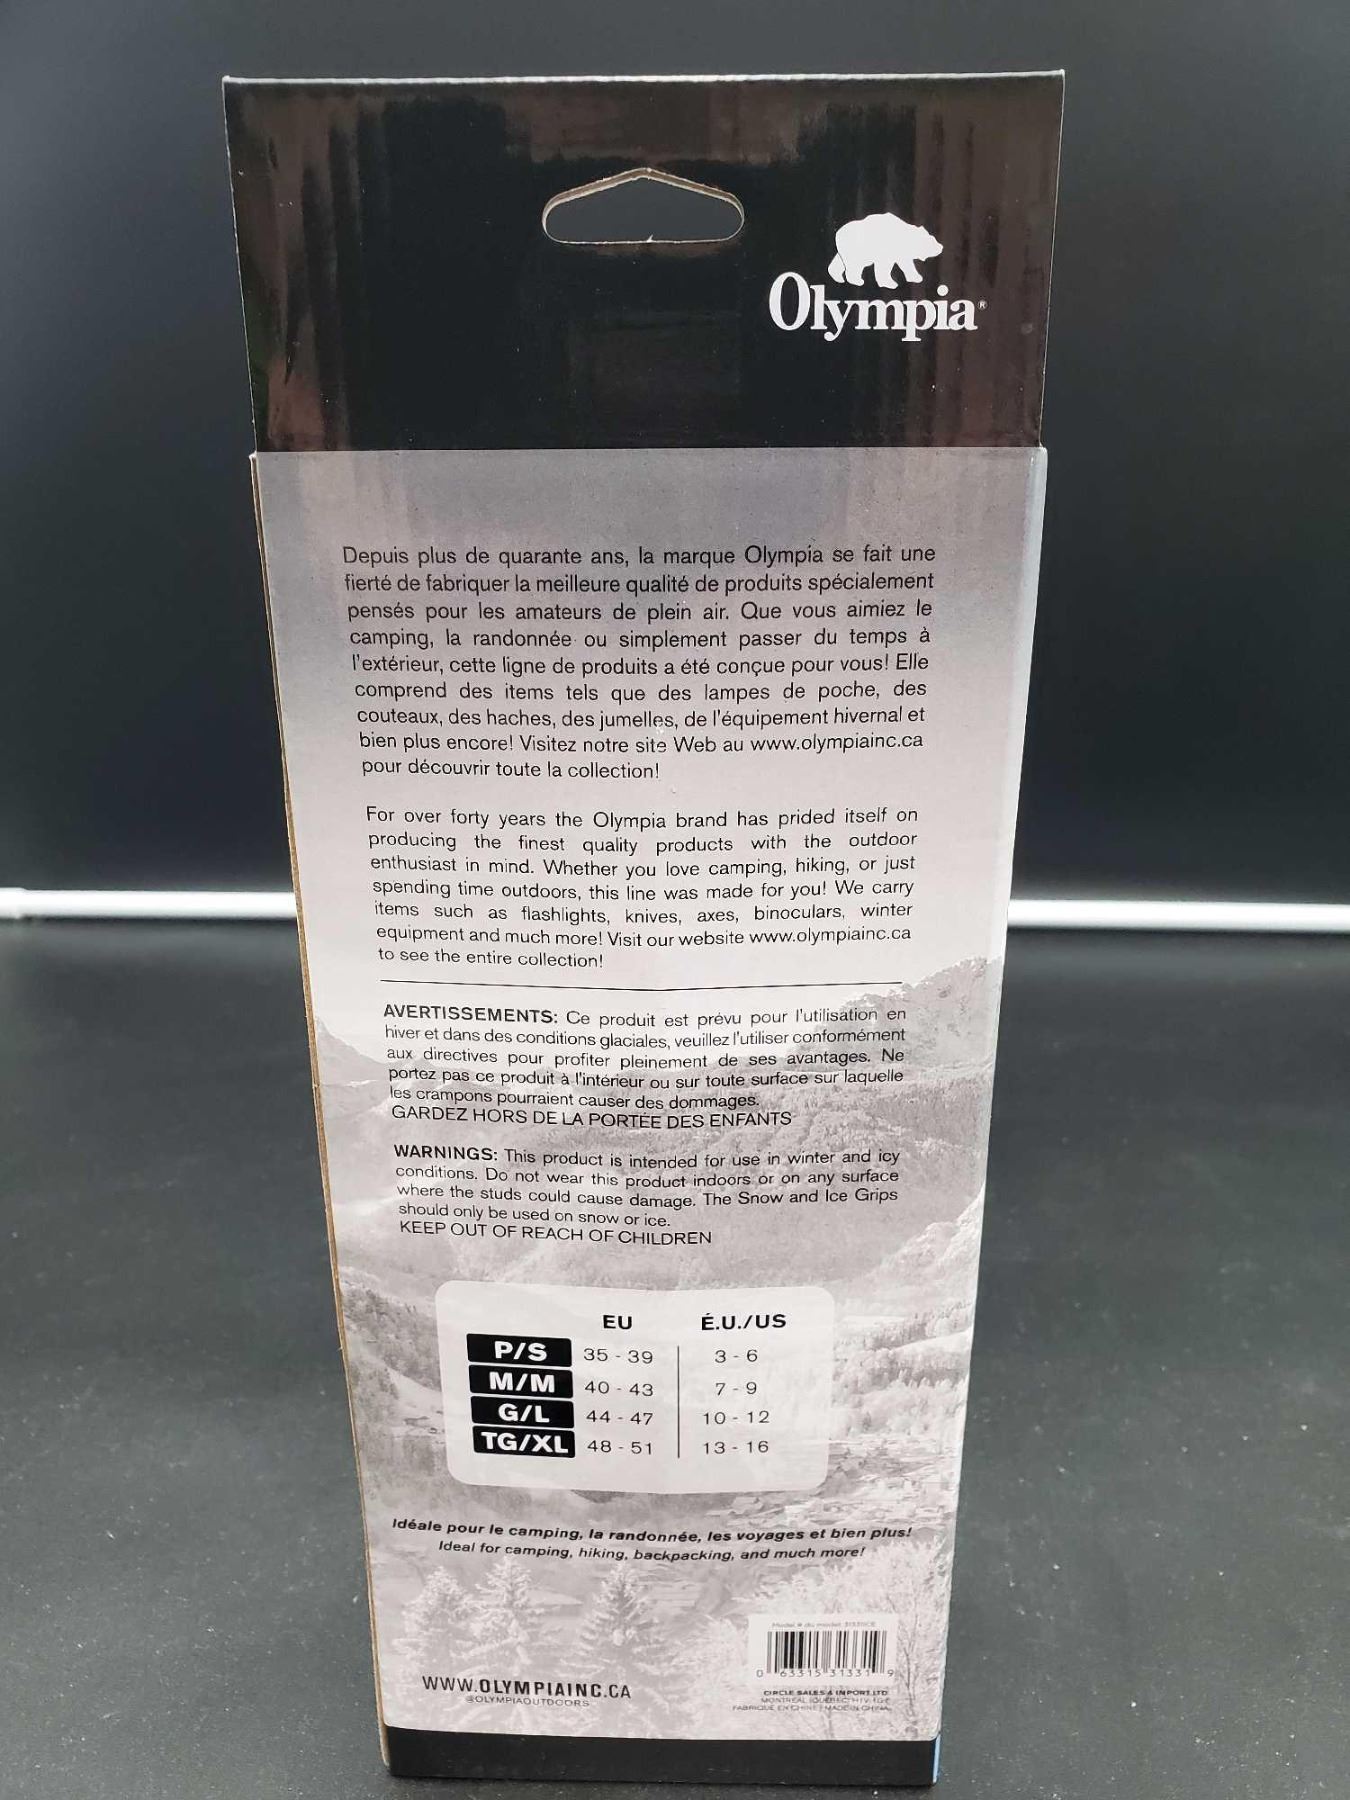 Olympia®
Depuis plus de quarante ans, la marque Olympia se fait une
fierté de fabriquer la meilleure qualité de produits spécialement
pensés pour les amateurs de plein air. Que vous aimiez le
camping, la randonnée ou simplement passer du temps à
l'extérieur, cette ligne de produits a été conçue pour vous! Elle
comprend des items tels que des lampes de poche, des
couteaux, des haches, des jumelles, de l'équipement hivernal et
bien plus encore! Visitez notre site Web au www.olympiainc.ca
pour découvrir toute la collection!
For over forty years the Olympia brand has prided itself on
producing the finest quality products with the outdoor
enthusiast in mind. Whether you love camping, hiking, or just
spending time outdoors, this line was made for you! We carry
items such as flashlights, knives, axes, binoculars, winter
equipment and much more! Visit our website www.olympiainc.ca
to see the entire collection!
AVERTISSEMENTS: Ce produit est prévu pour l'utilisation en
hiver et dans des conditions glaciales, veuillez l'utiliser conformément
aux directives pour profiter pleinement de ses avantages. Ne
portez pas ce produit à l'intérieur ou sur toute surface sur laquelle
les crampons pourraient causer des dommages.
GARDEZ HORS DE LA PORTÉE DES ENFANTS
WARNINGS: This product is intended for use in winter and icy
conditions. Do not wear this product indoors or on any surface
where the studs could cause damage. The Snow and Ice Grips
should only be used on snow or ice.
KEEP OUT OF REACH OF CHILDREN
EU É.U./US
P/S 35 - 39 3 - 6
M/M 40 - 43 7 - 9
G/L 44 - 47 10 - 12
TG/XL 48 - 51 13 - 16
Idéale pour le camping, la randonnée, les voyages et bien plus!
Ideal for camping, hiking, backpacking, and much more!
Model # du model
0 63315 31331 9
WWW.OLYMPIAINC.CA
@OLYMPIAOUTDOORS
CIRCLE SALES & IMPORT LTD.
MONTREAL (QUEBEC)
FABRIQUÉ EN CHINE / MADE IN CHINA